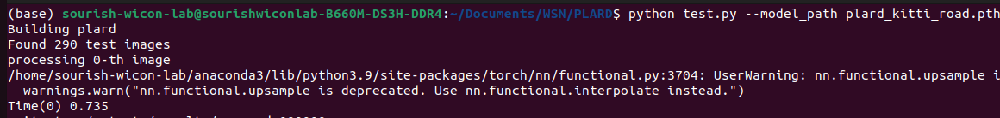 (base) sourish-wicon-lab@sourishwiconlab-B660M-DS3H-DDR4:~/Documents/WSN/PLARD$ python test.py --model_path plard_kitti_road.pth
Building plard
Found 290 test images
processing 0-th image
/home/sourish-wicon-lab/anaconda3/lib/python3.9/site-packages/torch/nn/functional.py:3704: UserWarning: nn.functional.upsample i
warnings.warn("nn.functional.upsample is deprecated. Use nn.functional.interpolate instead.")
Time(0) 0.735